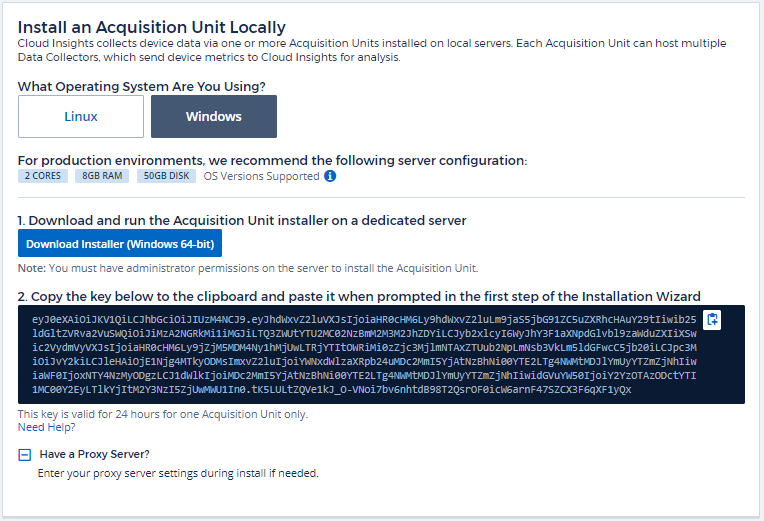 Install an Acquisition Unit Locally
Cloud Insights collects device data via one or more Acquisition Units installed on local servers. Each Acquisition Unit can host multiple
Data Collectors, which send device metrics to Cloud Insights for analysis.
What Operating System Are You Using?
Linux
Windows
For production environments, we recommend the following server configuration:
2 CORES 8GB RAM 50GB DISK OS Versions Supported
1. Download and run the Acquisition Unit installer on a dedicated server
Download Installer (Windows 64-bit)
Note: You must have administrator permissions on the server to install the Acquisition Unit.
2. Copy the key below to the clipboard and paste it when prompted in the first step of the Installation Wizard
This key is valid for 24 hours for one Acquisition Unit only.
Need Help?
Have a Proxy Server?
Enter your proxy server settings during install if needed.